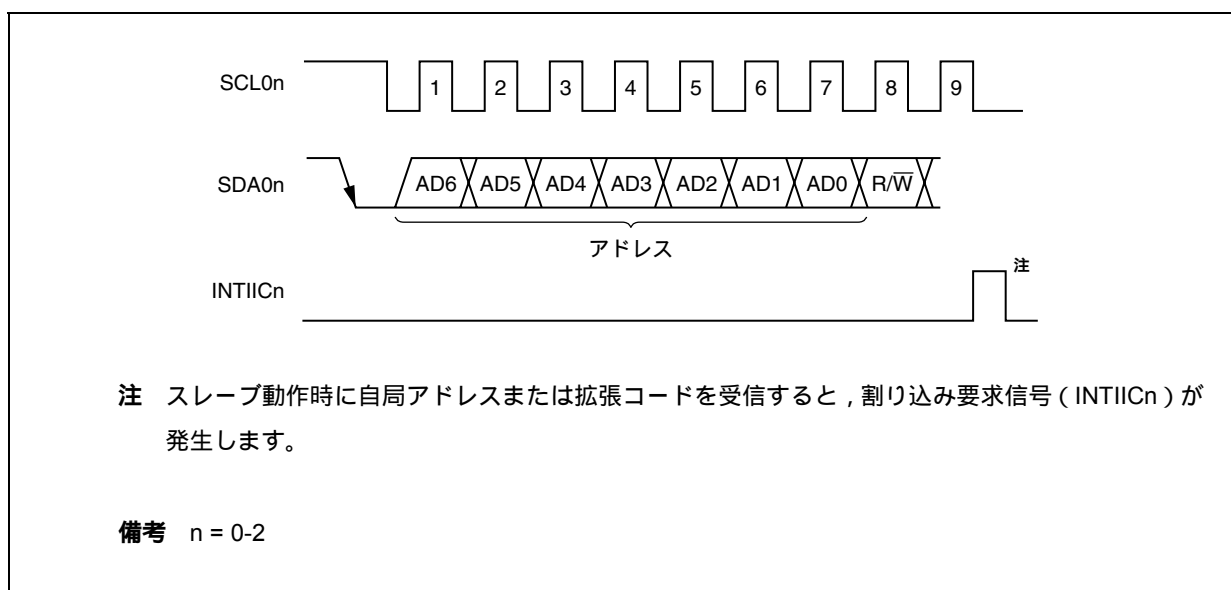 SCL0n 1 2 3 4 5 6 7 8 9
SDA0n AD6 AD5 AD4 AD3 AD2 AD1 AD0 R/W̅
アドレス
INTIICn 注
注 スレーブ動作時に自局アドレスまたは拡張コードを受信すると，割り込み要求信号（INTIICn）が
発生します。
備考 n = 0-2